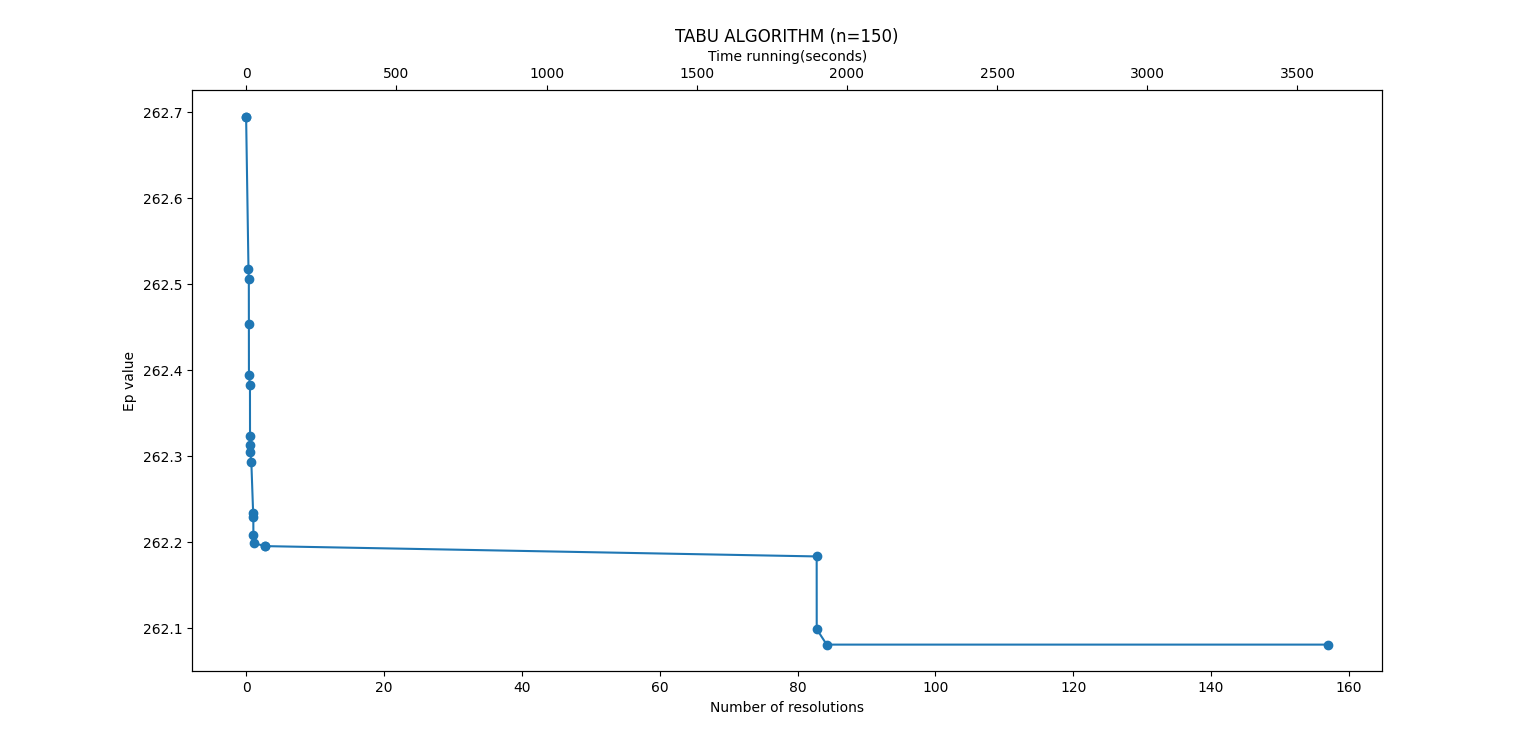 TABU ALGORITHM (n=150)
Time running(seconds)
0 500 1000 1500 2000 2500 3000 3500
262.7
262.6
262.5
262.4
262.3
262.2
262.1
Ep value
0 20 40 60 80 100 120 140 160
Number of resolutions